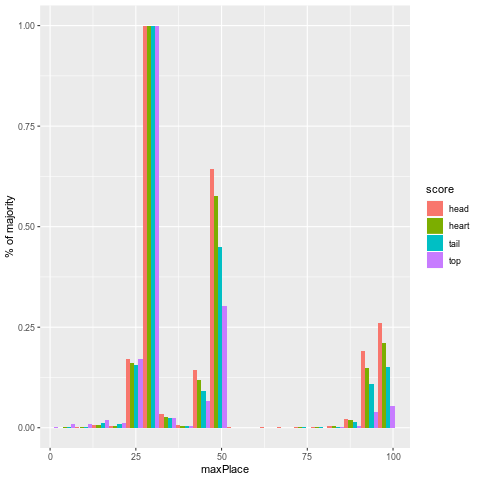 1.00
0.75
0.50
0.25
0.00
% of majority
0
25
50
75
100
maxPlace
score
head
heart
tail
top